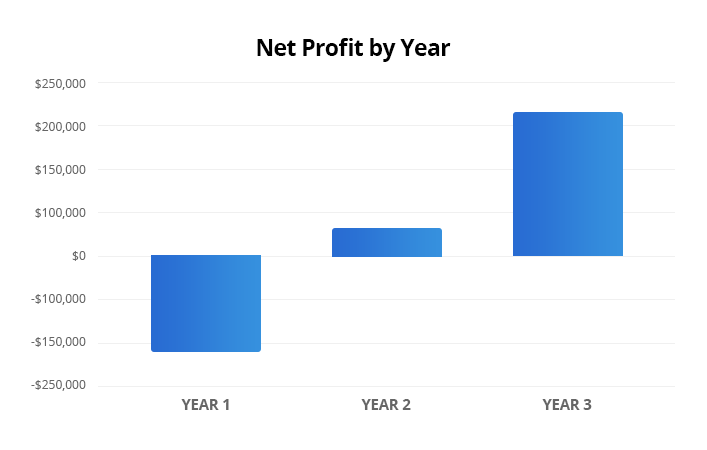 Net Profit by Year
$250,000
$200,000
$150,000
$100,000
$0
-$100,000
-$150,000
-$250,000
YEAR 1
YEAR 2
YEAR 3